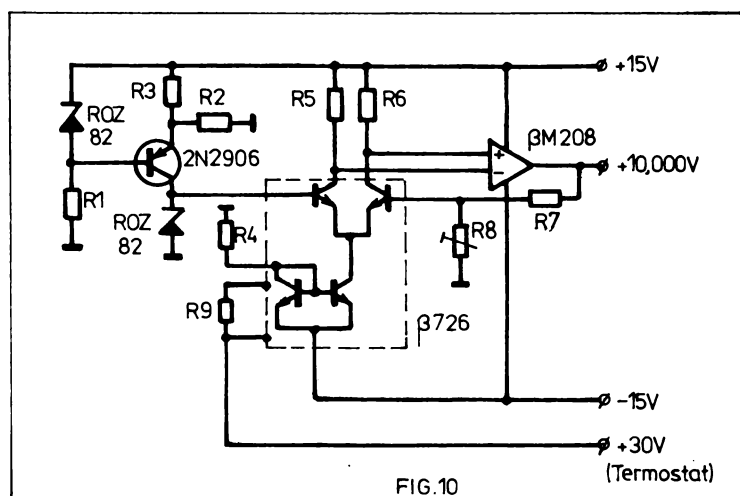 +15V
R3
R2
R5
R6
ROZ
82
βM208
+
-
+10,000V
2N2906
R1
ROZ
82
R4
R8
R7
R9
β726
-15V
+30V
(Termostat)
FIG.10